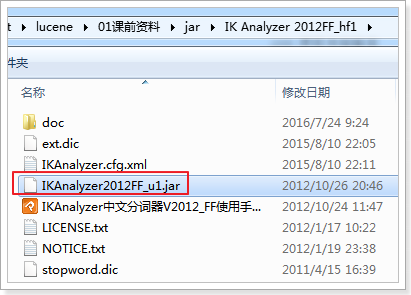 t ▸ lucene ▸ 01课前资料 ▸ jar ▸ IK Analyzer 2012FF_hf1 ▸
件夹
名称 修改日期
doc 2016/7/24 9:24
ext.dic 2015/8/10 22:05
IKAnalyzer.cfg.xml 2015/8/10 22:11
IKAnalyzer2012FF_u1.jar 2012/10/26 20:46
IKAnalyzer中文分词器V2012_FF使用手... 2012/10/24 11:47
LICENSE.txt 2012/1/17 10:22
NOTICE.txt 2012/1/19 23:38
stopword.dic 2011/4/15 16:39